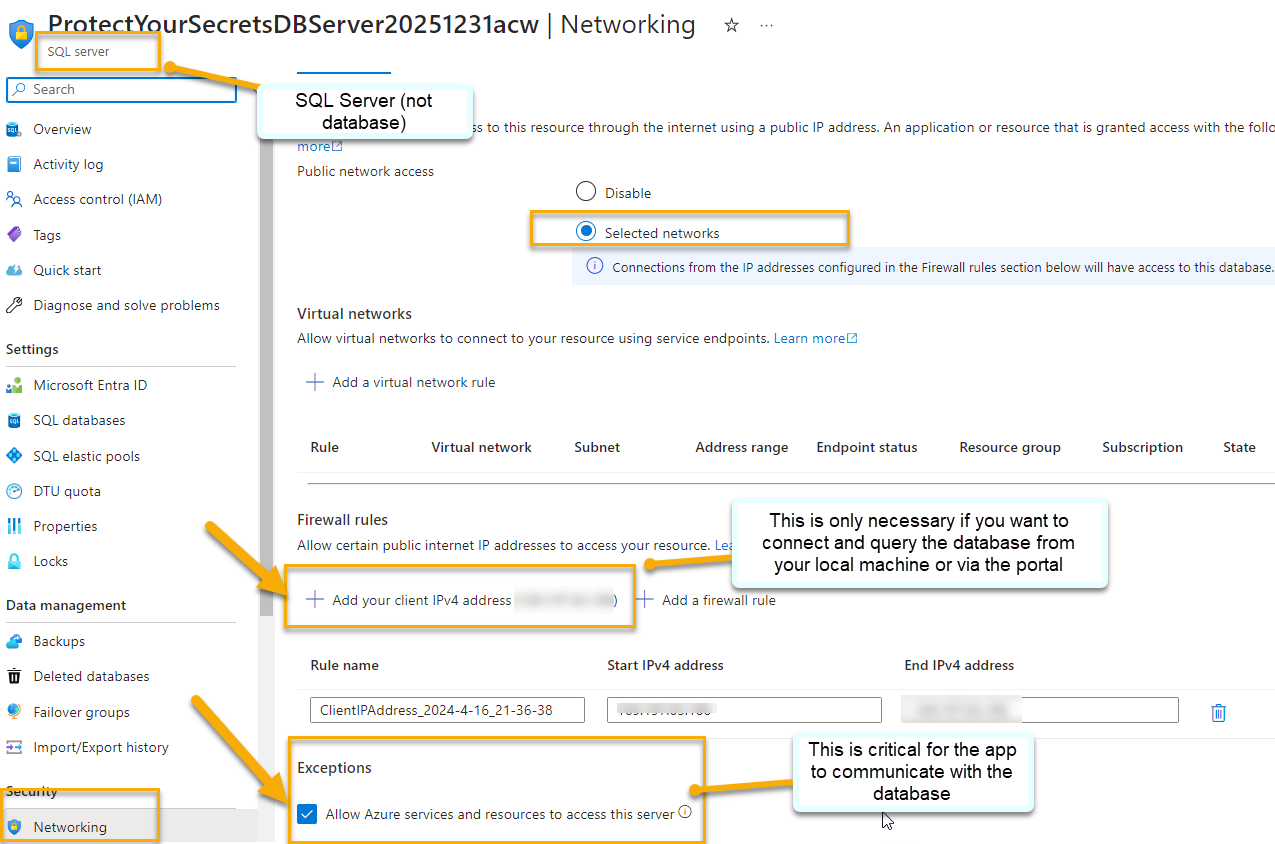 ProtectYourSecretsDBServer20251231acw | Networking
SQL server
Search
SQL Server (not
database)
Overview
Activity log
Access control (IAM)
Tags
Quick start
Diagnose and solve problems
Settings
Microsoft Entra ID
SQL databases
SQL elastic pools
DTU quota
Properties
Locks
Data management
Backups
Deleted databases
Failover groups
Import/Export history
Security
Networking
to this resource through the internet using a public IP address. An application or resource that is granted access with the
more
Public network access
Disable
Selected networks
Connections from the IP addresses configured in the Firewall rules section below will have access to this database.
Virtual networks
Allow virtual networks to connect to your resource using service endpoints. Learn more
Add a virtual network rule
Rule Virtual network Subnet Address range Endpoint status Resource group Subscription State
Firewall rules
Allow certain public internet IP addresses to access your resource.
This is only necessary if you want to
connect and query the database from
your local machine or via the portal
+ Add your client IPv4 address ) + Add a firewall rule
Rule name Start IPv4 address End IPv4 address
ClientIPAddress_2024-4-16_21-36-38
Exceptions
Allow Azure services and resources to access this server
This is critical for the app
to communicate with the
database